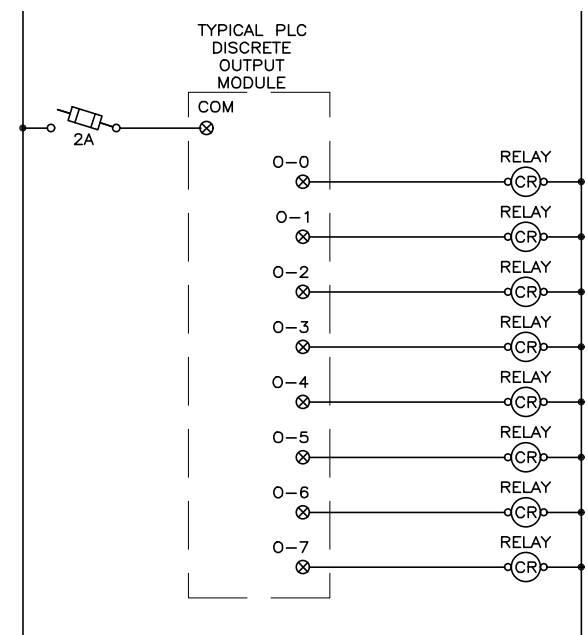 TYPICAL PLC
DISCRETE
OUTPUT
MODULE
COM
2A
O-0
RELAY
CR
O-1
RELAY
CR
O-2
RELAY
CR
O-3
RELAY
CR
O-4
RELAY
CR
O-5
RELAY
CR
O-6
RELAY
CR
O-7
RELAY
CR